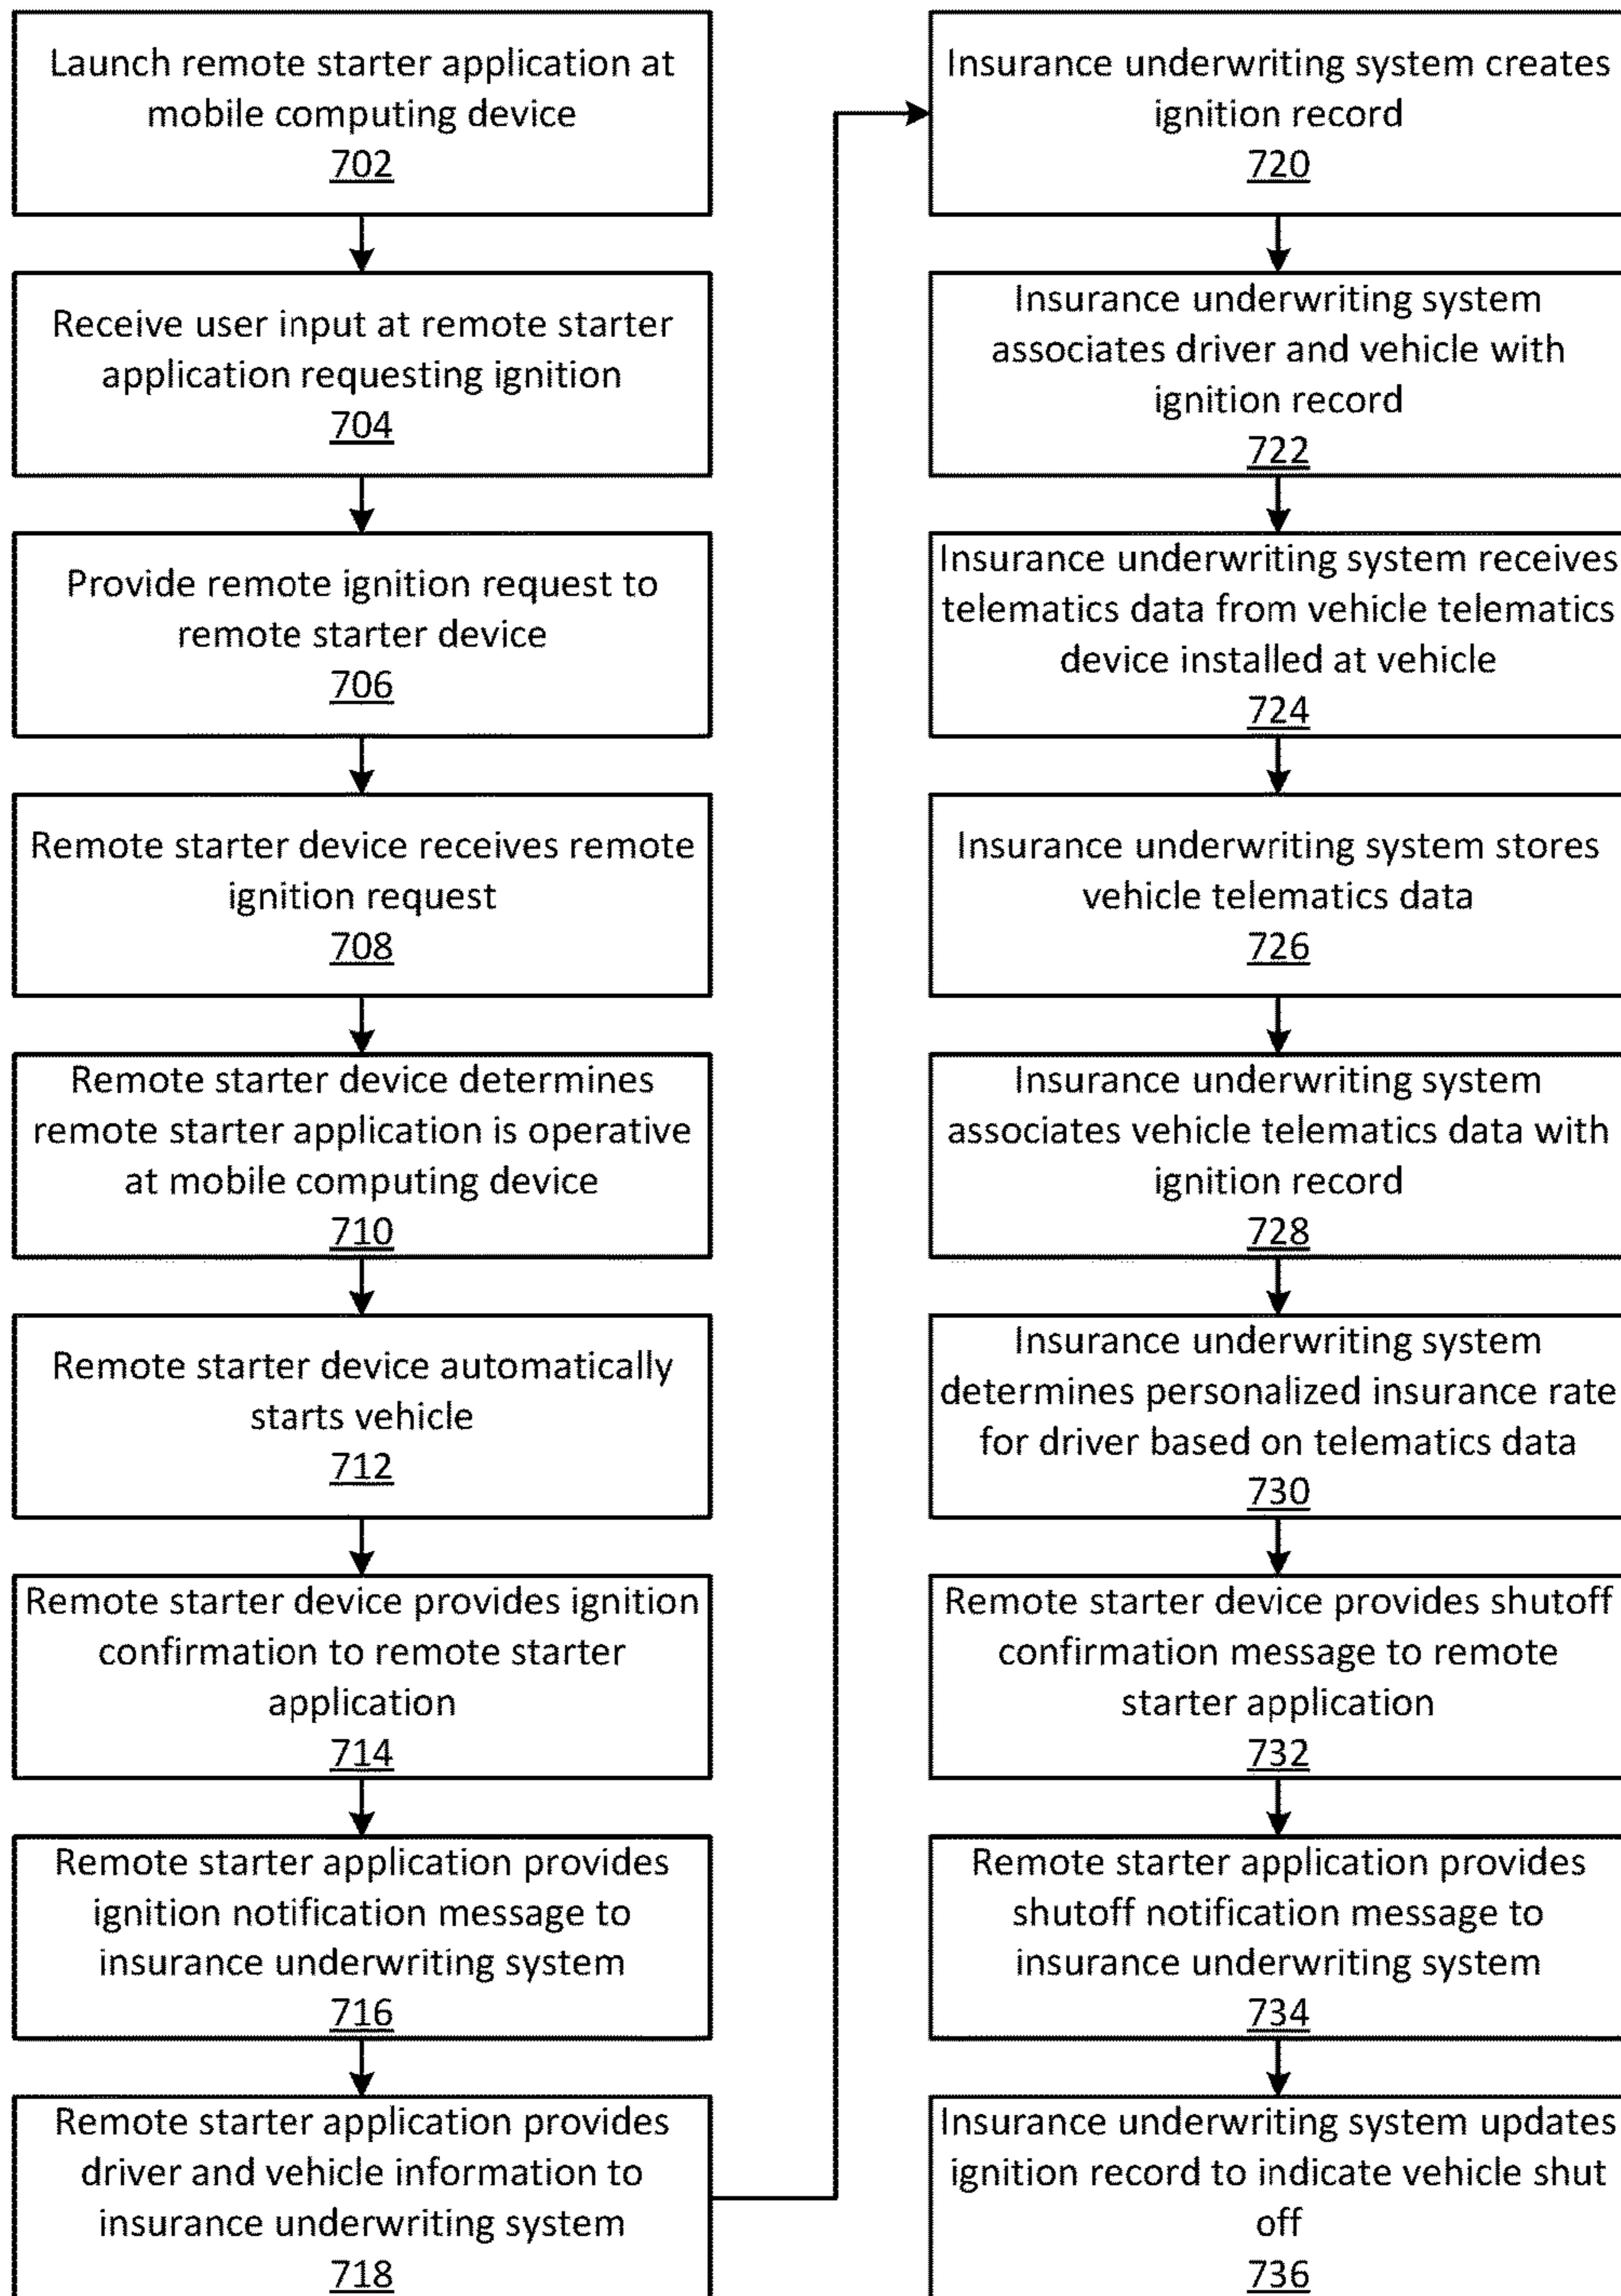 Launch remote starter application at
mobile computing device
702
Receive user input at remote starter
application requesting ignition
704
Provide remote ignition request to
remote starter device
706
Remote starter device receives remote
ignition request
708
Remote starter device determines
remote starter application is operative
at mobile computing device
710
Remote starter device automatically
starts vehicle
712
Remote starter device provides ignition
confirmation to remote starter
application
714
Remote starter application provides
ignition notification message to
insurance underwriting system
716
Remote starter application provides
driver and vehicle information to
insurance underwriting system
718
Insurance underwriting system creates
ignition record
720
Insurance underwriting system
associates driver and vehicle with
ignition record
722
Insurance underwriting system receives
telematics data from vehicle telematics
device installed at vehicle
724
Insurance underwriting system stores
vehicle telematics data
726
Insurance underwriting system
associates vehicle telematics data with
ignition record
728
Insurance underwriting system
determines personalized insurance rate
for driver based on telematics data
730
Remote starter device provides shutoff
confirmation message to remote
starter application
732
Remote starter application provides
shutoff notification message to
insurance underwriting system
734
Insurance underwriting system updates
ignition record to indicate vehicle shut
off
736